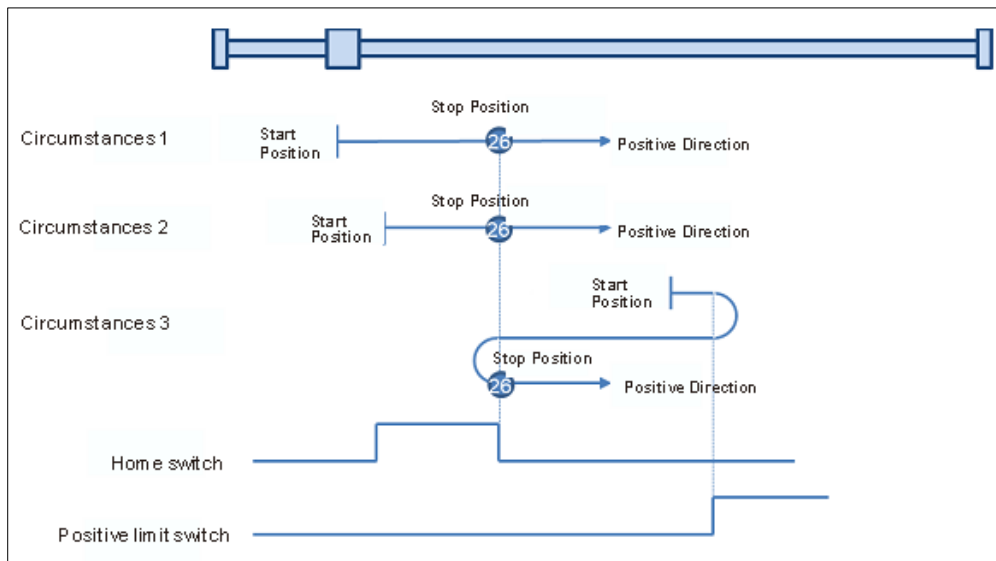 Stop Position
Circumstances 1
Start
Position
26
Positive Direction
Stop Position
Circumstances 2
Start
Position
26
Positive Direction
Start
Position
Circumstances 3
Stop Position
26
Positive Direction
Home switch
Positive limit switch